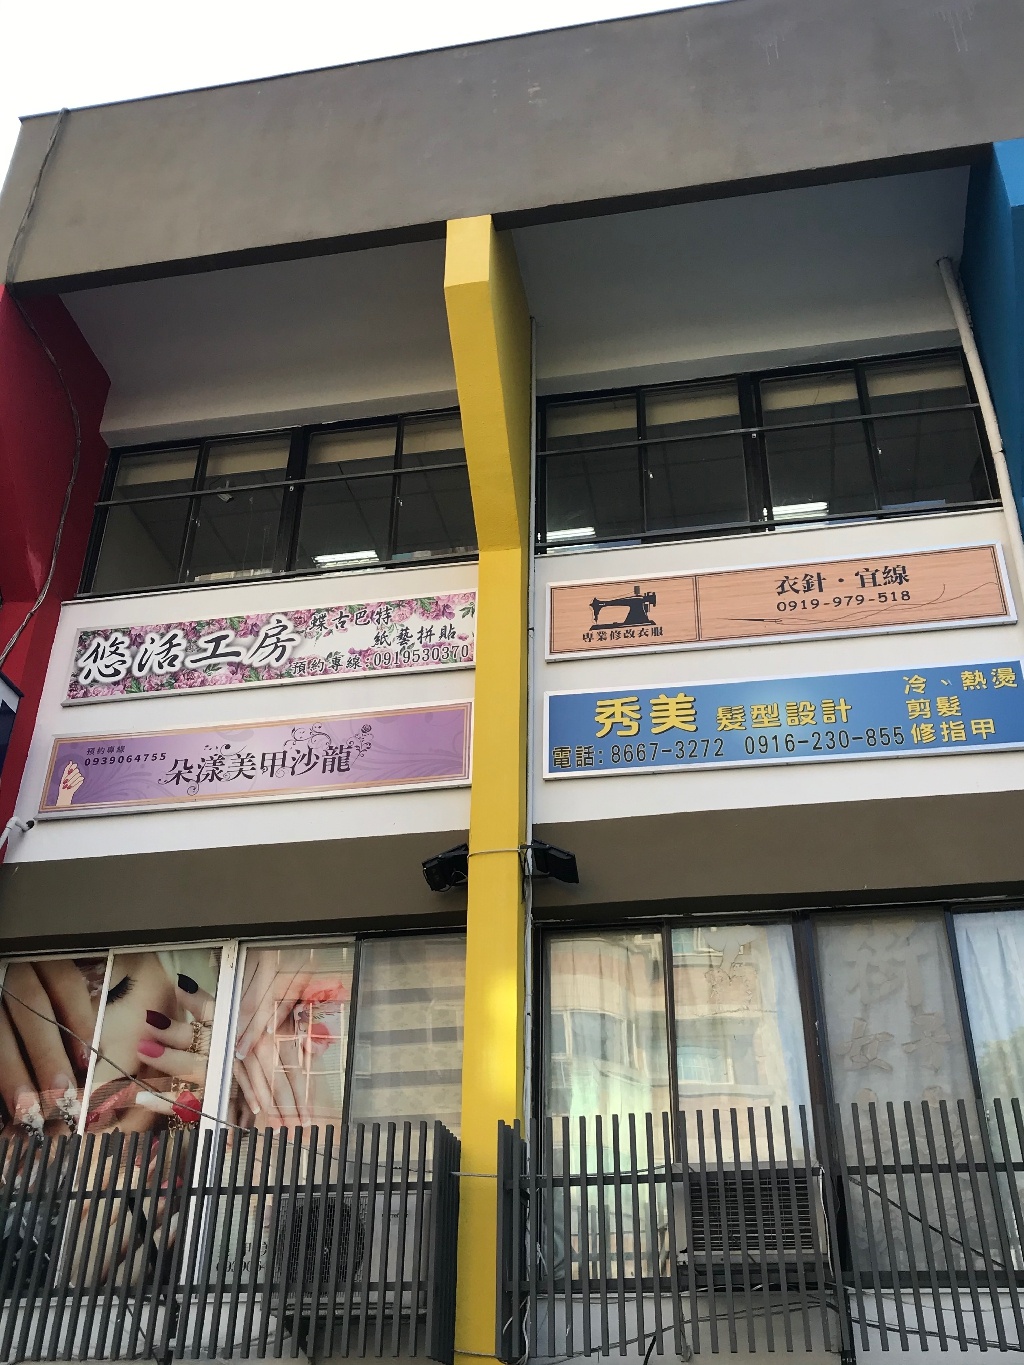 悠活工房
蝶古巴特
紙藝拼貼
預約專線:0919530370
預約專線
0939064755
朵漾美甲沙龍
專業修改衣服
衣針·宜線
0919-979-518
秀美 髮型設計
電話:8667-3272 0916-230-855
冷、熱燙
剪髮
修指甲